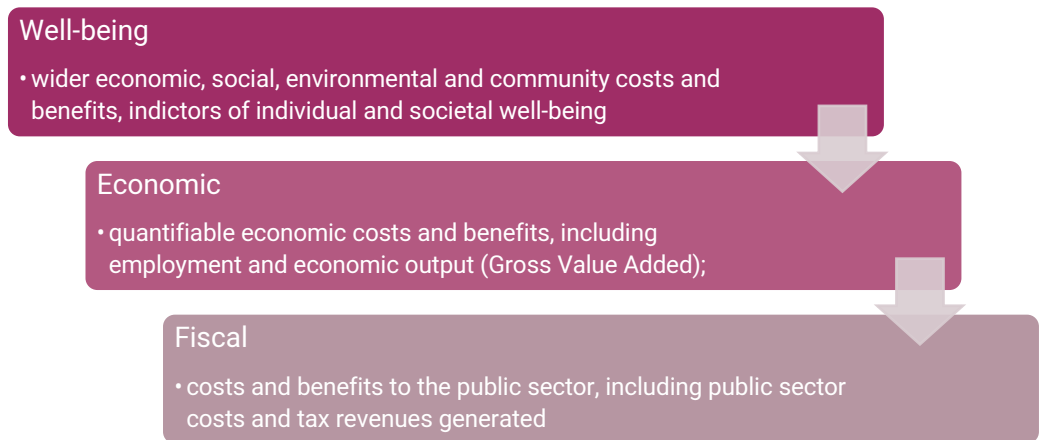 Well-being
• wider economic, social, environmental and community costs and
benefits, indictors of individual and societal well-being
Economic
• quantifiable economic costs and benefits, including
employment and economic output (Gross Value Added);
Fiscal
• costs and benefits to the public sector, including public sector
costs and tax revenues generated